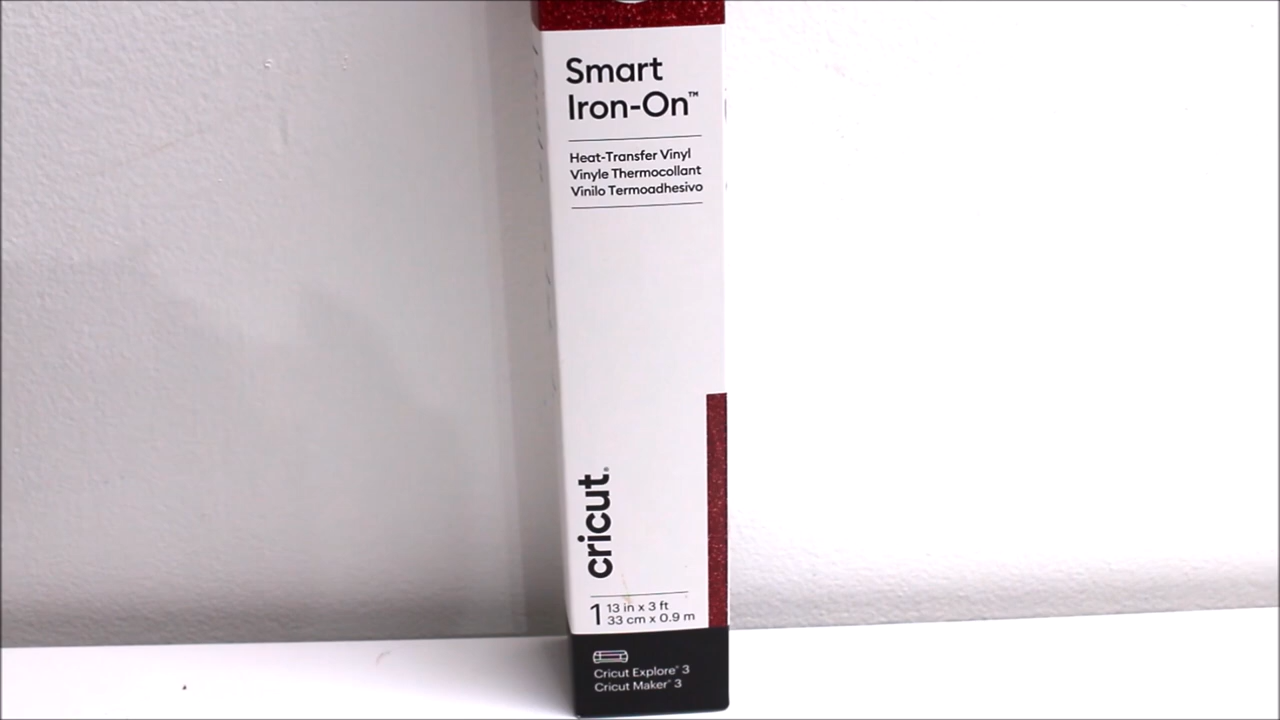 Smart
Iron-On™
Heat-Transfer Vinyl
Vinyle Thermocollant
Vinilo Termoadhesivo
cricut®
1 13 in x 3 ft
33 cm x 0.9 m
Cricut Explore® 3
Cricut Maker® 3